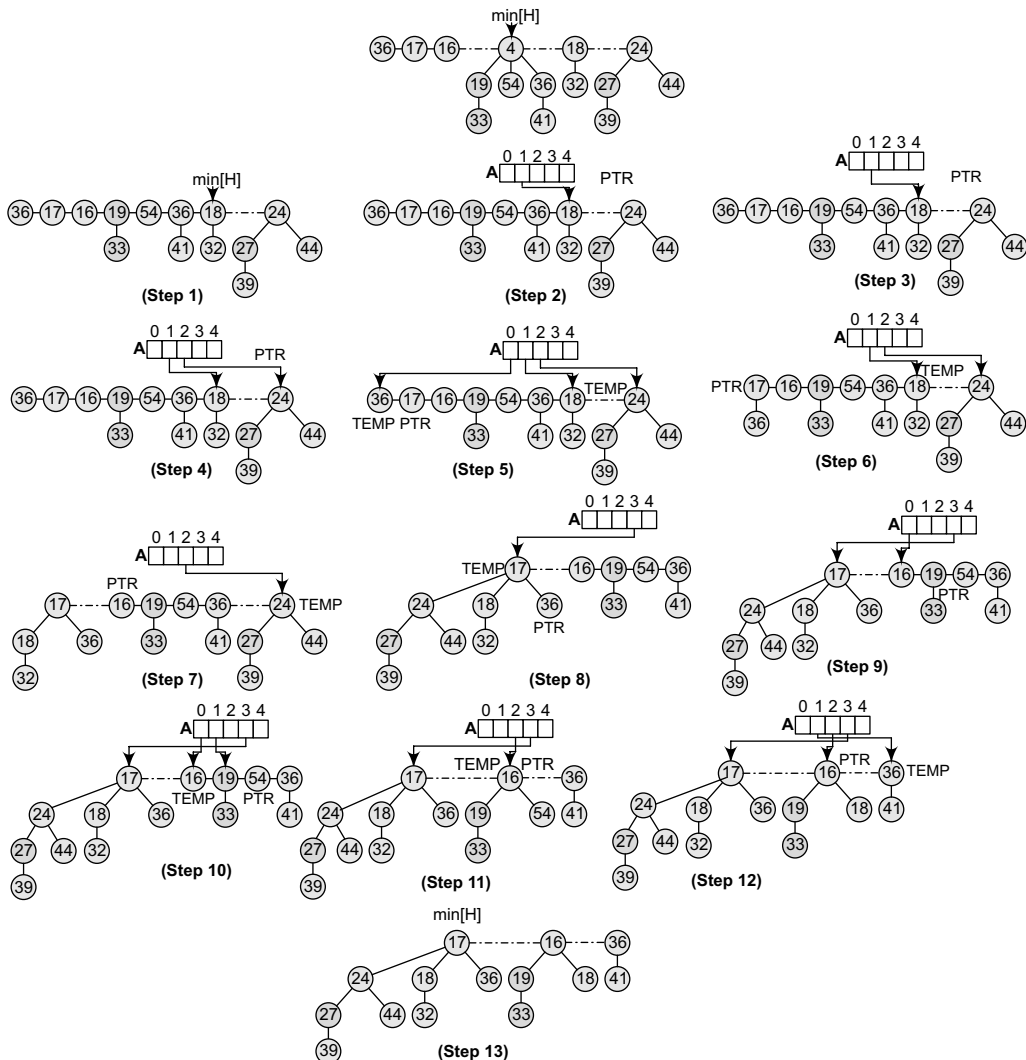 min[H]
36 17 16 4 18 24
19 54 36 32 27 44
33 41 39
0 1 2 3 4
A
PTR
min[H]
36 17 16 19 54 36 18 24
33 41 32 27 44
39
(Step 1)
0 1 2 3 4
A
PTR
36 17 16 19 54 36 18 24
33 41 32 27 44
39
(Step 2)
0 1 2 3 4
A
PTR
36 17 16 19 54 36 18 24
33 41 32 27 44
39
(Step 3)
0 1 2 3 4
A
PTR
36 17 16 19 54 36 18 24
33 41 32 27 44
39
(Step 4)
0 1 2 3 4
A
TEMP
36 17 16 19 54 36 18 24
TEMP PTR
33 41 32 27 44
39
(Step 5)
0 1 2 3 4
A
TEMP
PTR 17 16 19 54 36 18 24
36 33 41 32 27 44
39
(Step 6)
0 1 2 3 4
A
PTR
17 16 19 54 36 24 TEMP
18 36 33 41 27 44
32 39
(Step 7)
0 1 2 3 4
A
TEMP 17 16 19 54 36
24 18 36 33 41
PTR
27 44 32
39
(Step 8)
0 1 2 3 4
A
17 16 19 54 36
PTR
24 18 36 33 41
27 44 32
39
(Step 9)
0 1 2 3 4
A
17 16 19 54 36
TEMP PTR
24 18 36 33 41
27 44 32
39
(Step 10)
0 1 2 3 4
A
17 TEMP 16 PTR 36
24 18 36 19 54 41
27 44 32 33
39
(Step 11)
0 1 2 3 4
A
PTR
17 16 36 TEMP
24 18 36 19 18 41
27 44 32 33
39
(Step 12)
min[H]
17 16 36
24 18 36 19 18 41
27 44 32 33
39
(Step 13)